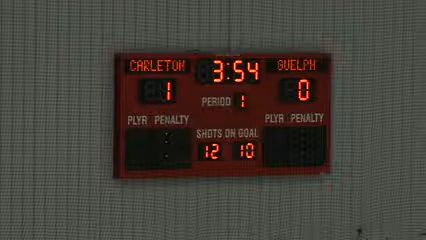 CARLETON 3:54 GUELPH
1 0
PERIOD 1
PLYR PENALTY PLYR PENALTY
SHOTS ON GOAL
12 10